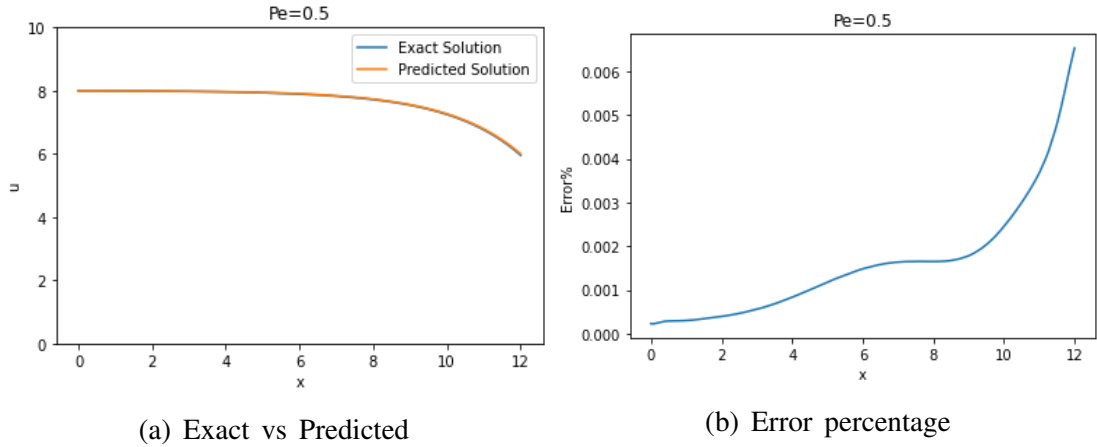 Pe=0.5
10
8
6
4
2
0
u
Exact Solution
Predicted Solution
0 2 4 6 8 10 12
x
(a) Exact vs Predicted
Pe=0.5
0.006
0.005
0.004
0.003
0.002
0.001
0.000
Error%
0 2 4 6 8 10 12
x
(b) Error percentage